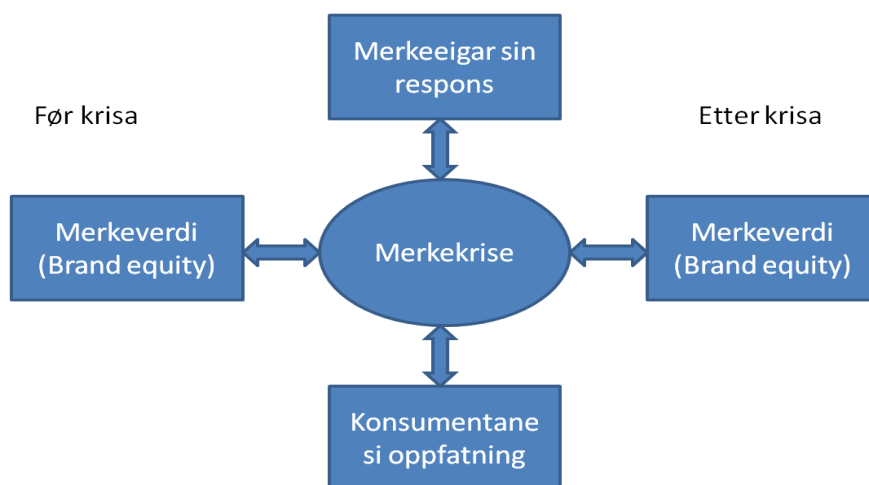 Merkeeigar sin
respons
Før krisa
Etter krisa
Merkeverdi
(Brand equity)
Merkekrise
Merkeverdi
(Brand equity)
Konsumentane
si oppfatning